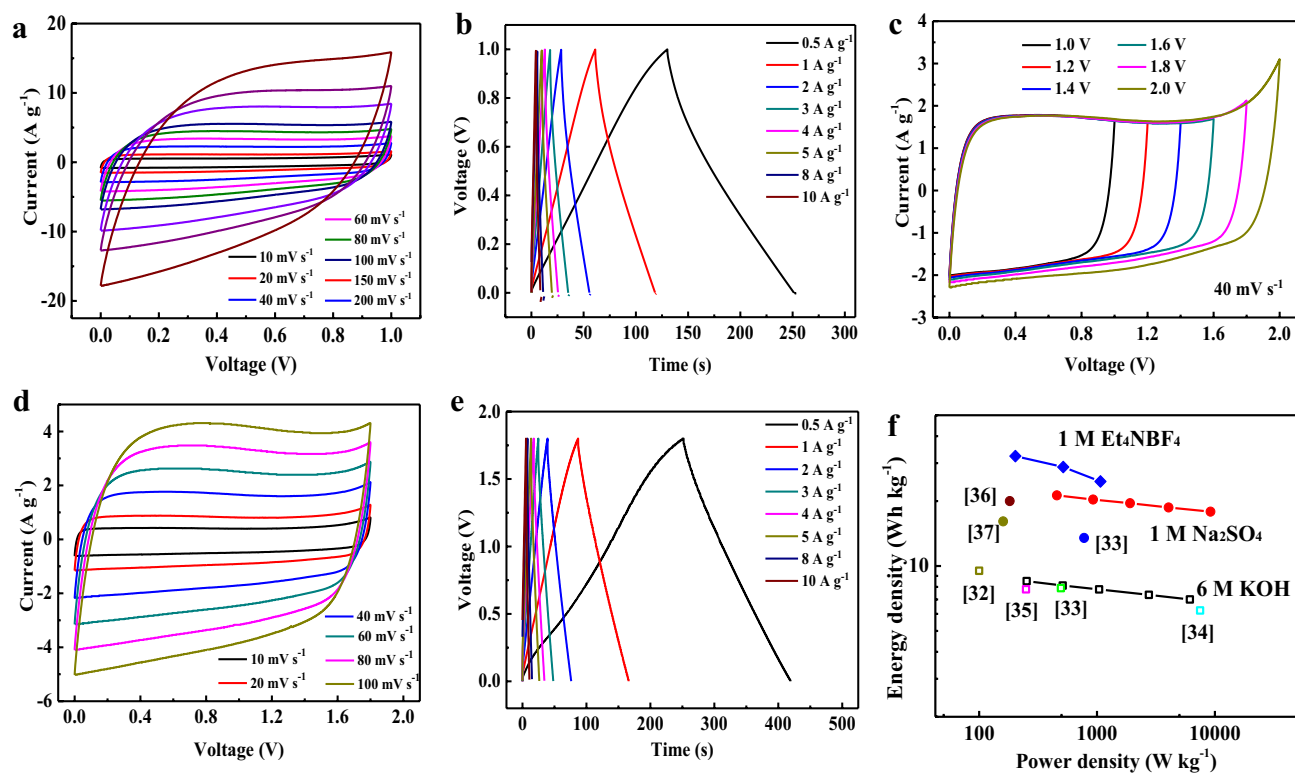 a
20
10
0
-10
-20
Current (A g⁻¹)
60 mV s⁻¹
80 mV s⁻¹
10 mV s⁻¹
100 mV s⁻¹
20 mV s⁻¹
150 mV s⁻¹
40 mV s⁻¹
200 mV s⁻¹
0.0 0.2 0.4 0.6 0.8 1.0
Voltage (V)
b
1.0
0.8
0.6
0.4
0.2
0.0
Voltage (V)
0.5 A g⁻¹
1 A g⁻¹
2 A g⁻¹
3 A g⁻¹
4 A g⁻¹
5 A g⁻¹
8 A g⁻¹
10 A g⁻¹
0 50 100 150 200 250 300
Time (s)
c
4
3
2
1
0
-1
-2
-3
Current (A g⁻¹)
1.0 V
1.6 V
1.2 V
1.8 V
1.4 V
2.0 V
40 mV s⁻¹
0.0 0.4 0.8 1.2 1.6 2.0
Voltage (V)
d
4
2
0
-2
-4
-6
Current (A g⁻¹)
40 mV s⁻¹
60 mV s⁻¹
10 mV s⁻¹
80 mV s⁻¹
20 mV s⁻¹
100 mV s⁻¹
0.0 0.4 0.8 1.2 1.6 2.0
Voltage (V)
e
2.0
1.5
1.0
0.5
0.0
Voltage (V)
0.5 A g⁻¹
1 A g⁻¹
2 A g⁻¹
3 A g⁻¹
4 A g⁻¹
5 A g⁻¹
8 A g⁻¹
10 A g⁻¹
0 100 200 300 400 500
Time (s)
f
Energy density (Wh kg⁻¹)
10
1 M Et₄NBF₄
[36]
[37]
[33]
1 M Na₂SO₄
[32]
[35]
[33]
6 M KOH
[34]
100 1000 10000
Power density (W kg⁻¹)